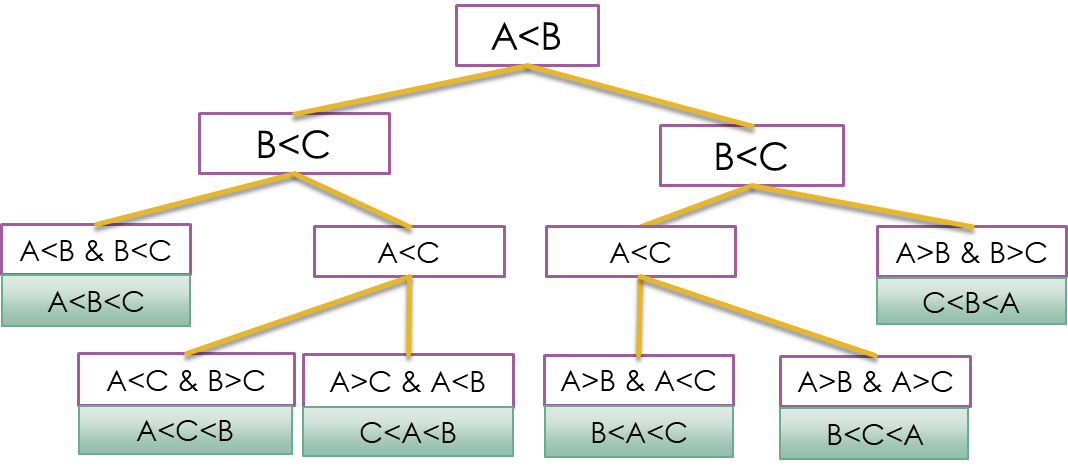 A<B
B<C
B<C
A<B & B<C
A<B<C
A<C
A<C
A>B & B>C
C<B<A
A<C & B>C
A<C<B
A>C & A<B
C<A<B
A>B & A<C
B<A<C
A>B & A>C
B<C<A